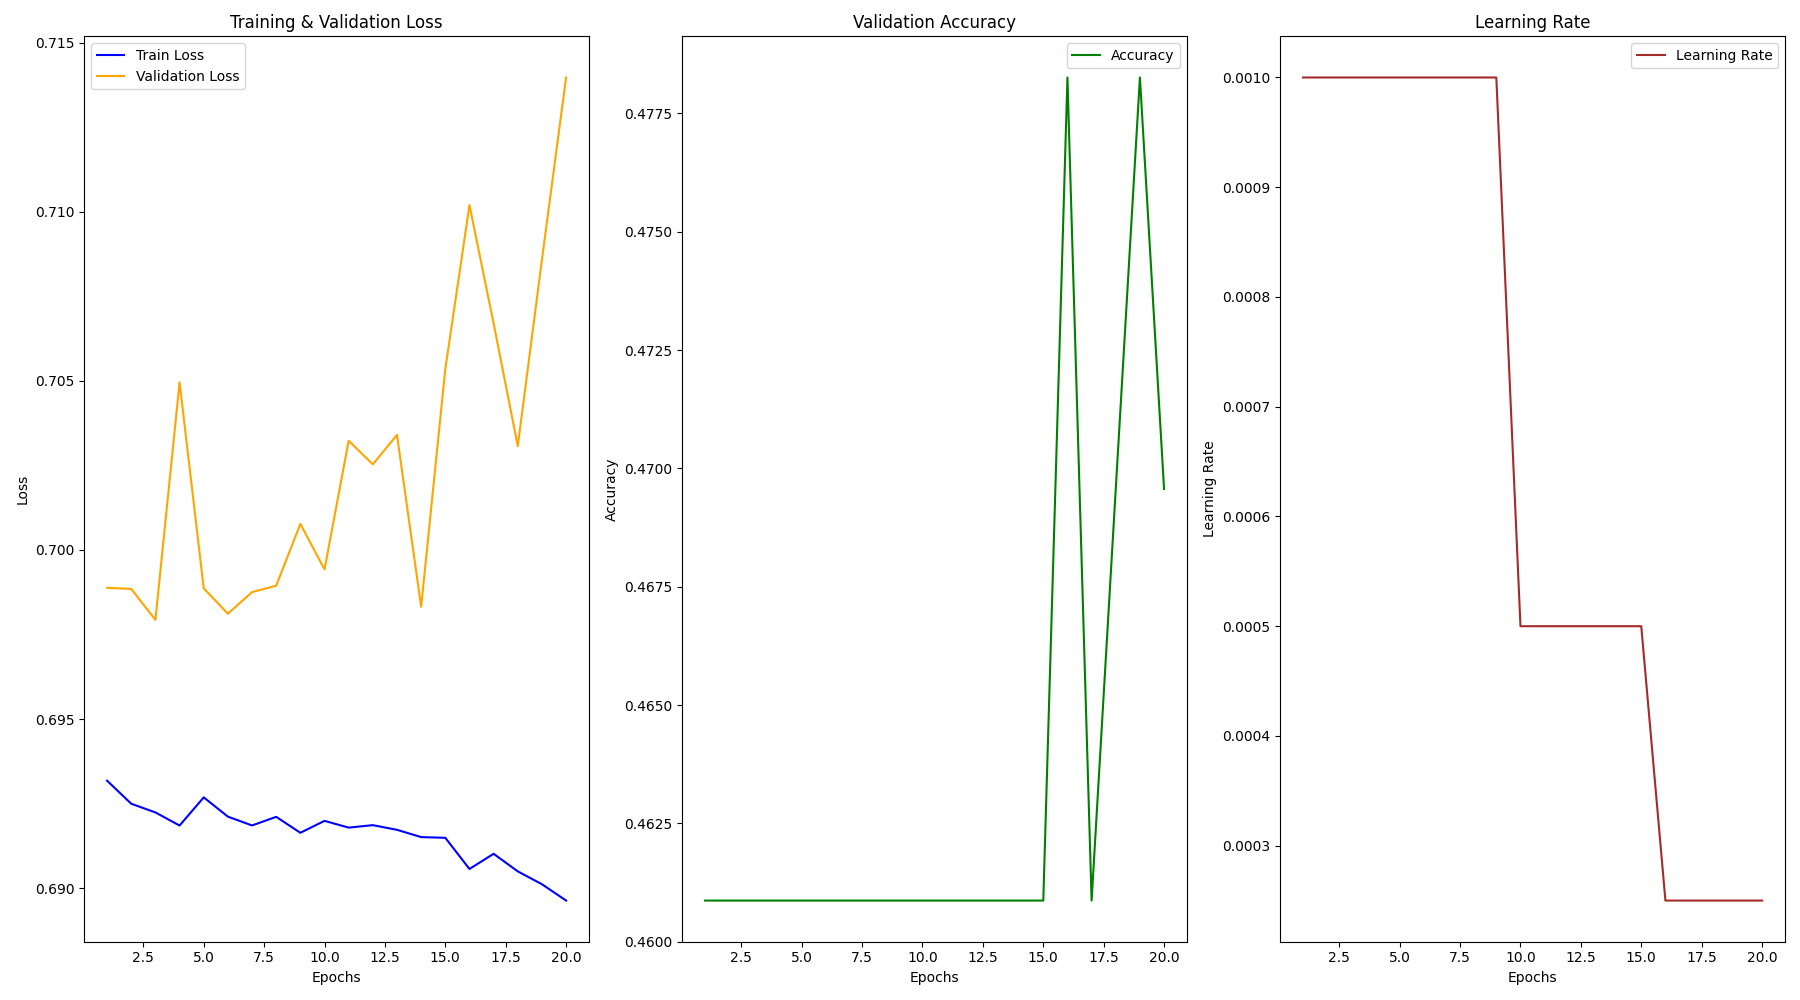 Training & Validation Loss
Train Loss
Validation Loss
0.715
0.710
0.705
0.700
0.695
0.690
Loss
2.5 5.0 7.5 10.0 12.5 15.0 17.5 20.0
Epochs
Validation Accuracy
Accuracy
0.4775
0.4750
0.4725
0.4700
0.4675
0.4650
0.4625
0.4600
Accuracy
2.5 5.0 7.5 10.0 12.5 15.0 17.5 20.0
Epochs
Learning Rate
Learning Rate
0.0010
0.0009
0.0008
0.0007
0.0006
0.0005
0.0004
0.0003
Learning Rate
2.5 5.0 7.5 10.0 12.5 15.0 17.5 20.0
Epochs